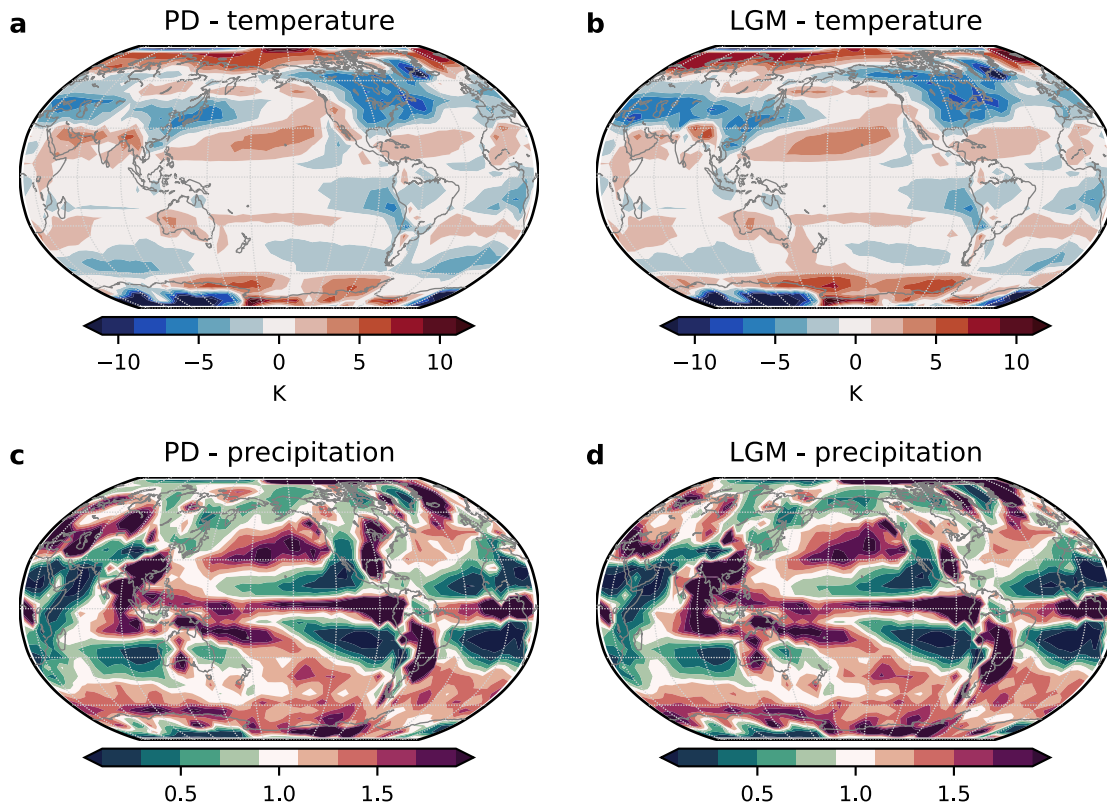 a PD - temperature
b LGM - temperature
−10 −5 0 5 10
K
−10 −5 0 5 10
K
c PD - precipitation
d LGM - precipitation
0.5 1.0 1.5
0.5 1.0 1.5